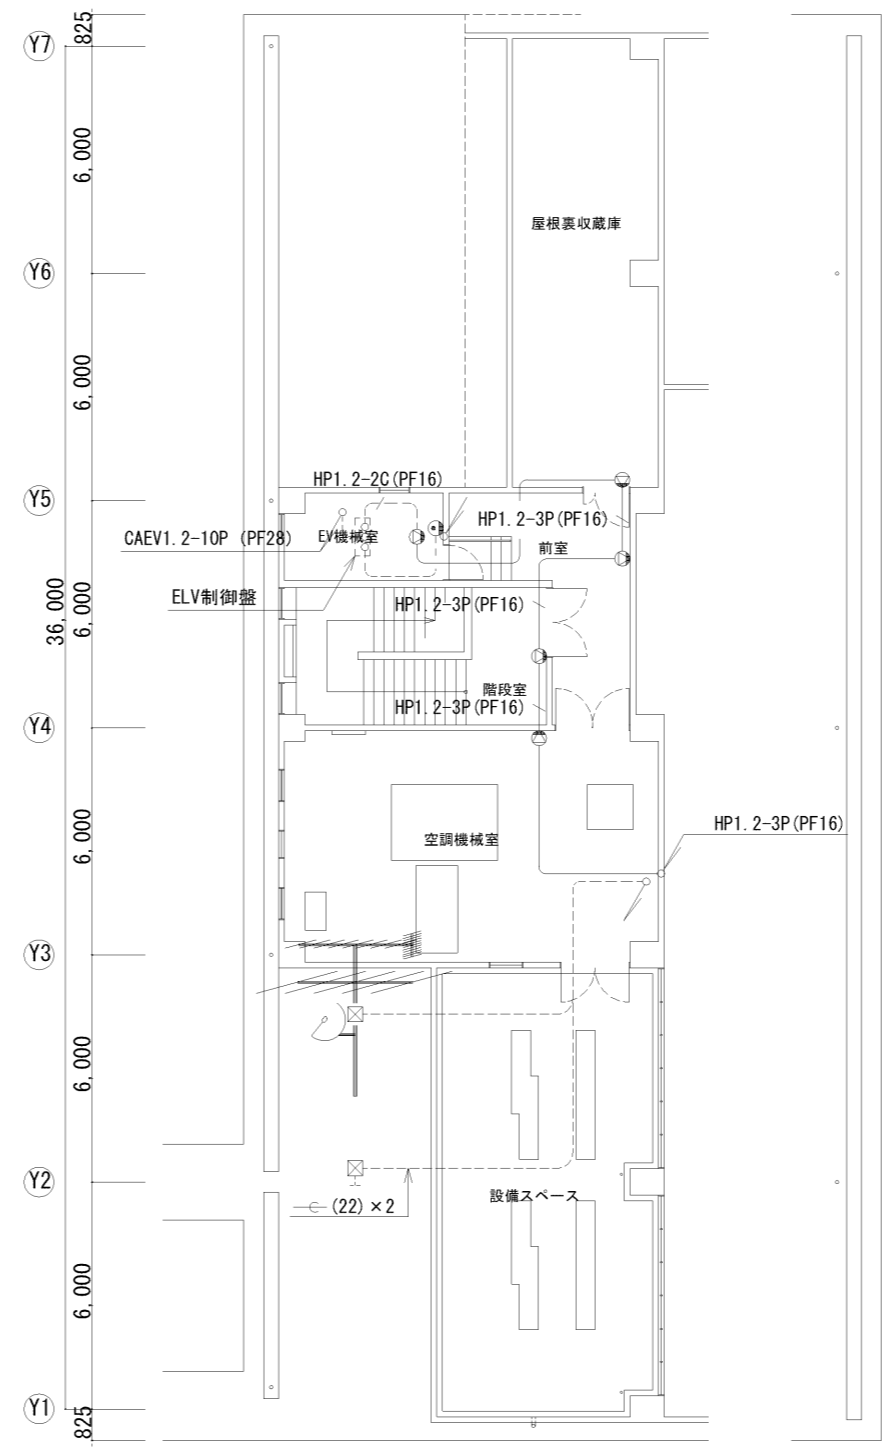 825
Y7
6,000
屋根裏収蔵庫
Y6
6,000
HP1.2-2C(PF16)
Y5
HP1.2-3P(PF16)
CAEV1.2-10P (PF28)
EV機械室
前室
ELV制御盤
36,000
6,000
HP1.2-3P(PF16)
階段室
HP1.2-3P(PF16)
Y4
HP1.2-3P(PF16)
6,000
空調機械室
Y3
6,000
Y2
設備スペース
(22)×2
6,000
Y1
825